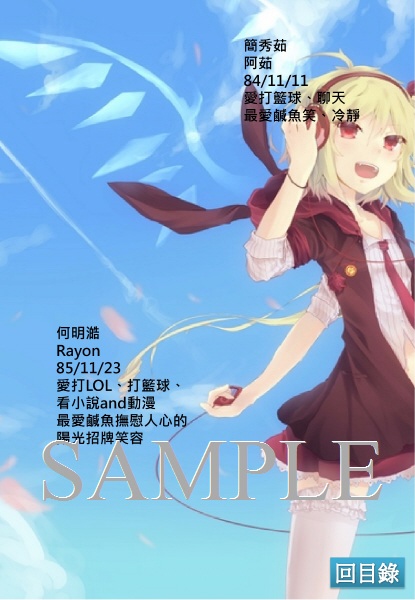 簡秀茹
阿茹
84/11/11
愛打籃球、聊天
最愛鹹魚笑、冷靜
何明澔
Rayon
85/11/23
愛打LOL、打籃球、
看小說and動漫
最愛鹹魚撫慰人心的
陽光招牌笑容
SAMPLE
回目錄